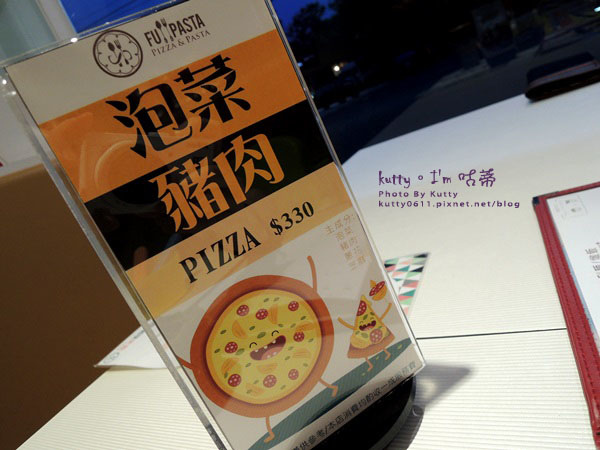 FU PASTA
PIZZA & PASTA
泡菜
豬肉
PIZZA $330
kutty。I'm 咕蒂
Photo By Kutty
kutty0611.pixnet.net/blog